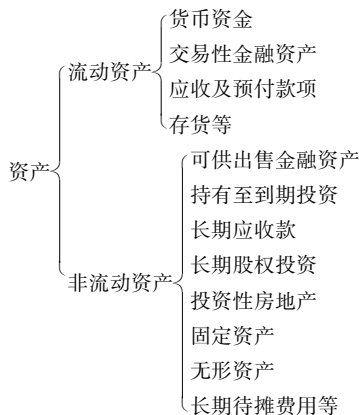 资产
流动资产
货币资金
交易性金融资产
应收及预付款项
存货等
非流动资产
可供出售金融资产
持有至到期投资
长期应收款
长期股权投资
投资性房地产
固定资产
无形资产
长期待摊费用等